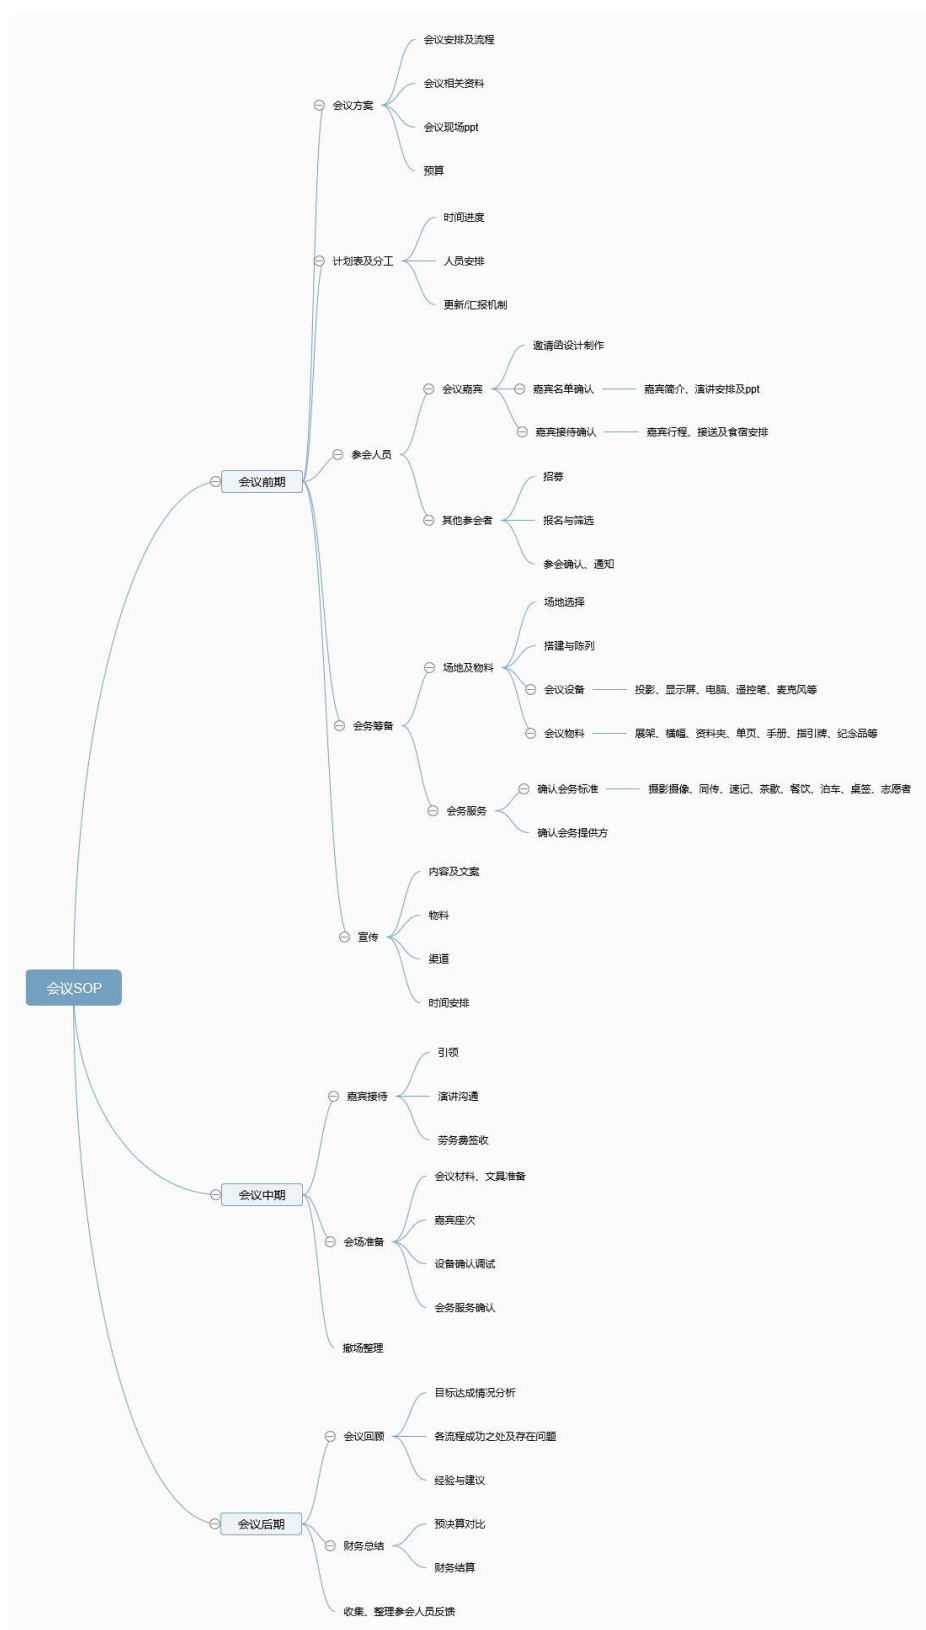 会议SOP
会议前期
会议方案
会议安排及流程
会议相关资料
会议现场ppt
预算
计划表及分工
时间进度
人员安排
更新/汇报机制
参会人员
会议嘉宾
邀请函设计制作
嘉宾名单确认
嘉宾简介、演讲安排及ppt
嘉宾接待确认
嘉宾行程、接送及食宿安排
其他参会者
招募
报名与筛选
参会确认、通知
会务筹备
场地及物料
场地选择
搭建与陈列
会议设备
投影、显示屏、电脑、遥控笔、麦克风等
会议物料
展架、横幅、资料夹、单页、手册、指引牌、纪念品等
会务服务
确认会务标准
摄影摄像、同传、速记、茶歇、餐饮、泊车、桌签、志愿者
确认会务提供方
宣传
内容及文案
物料
渠道
时间安排
会议中期
嘉宾接待
引领
演讲沟通
劳务费签收
会场准备
会议材料、文具准备
嘉宾座次
设备确认调试
会务服务确认
撤场整理
会议后期
会议回顾
目标达成情况分析
各流程成功之处及存在问题
经验与建议
财务总结
预决算对比
财务结算
收集、整理参会人员反馈